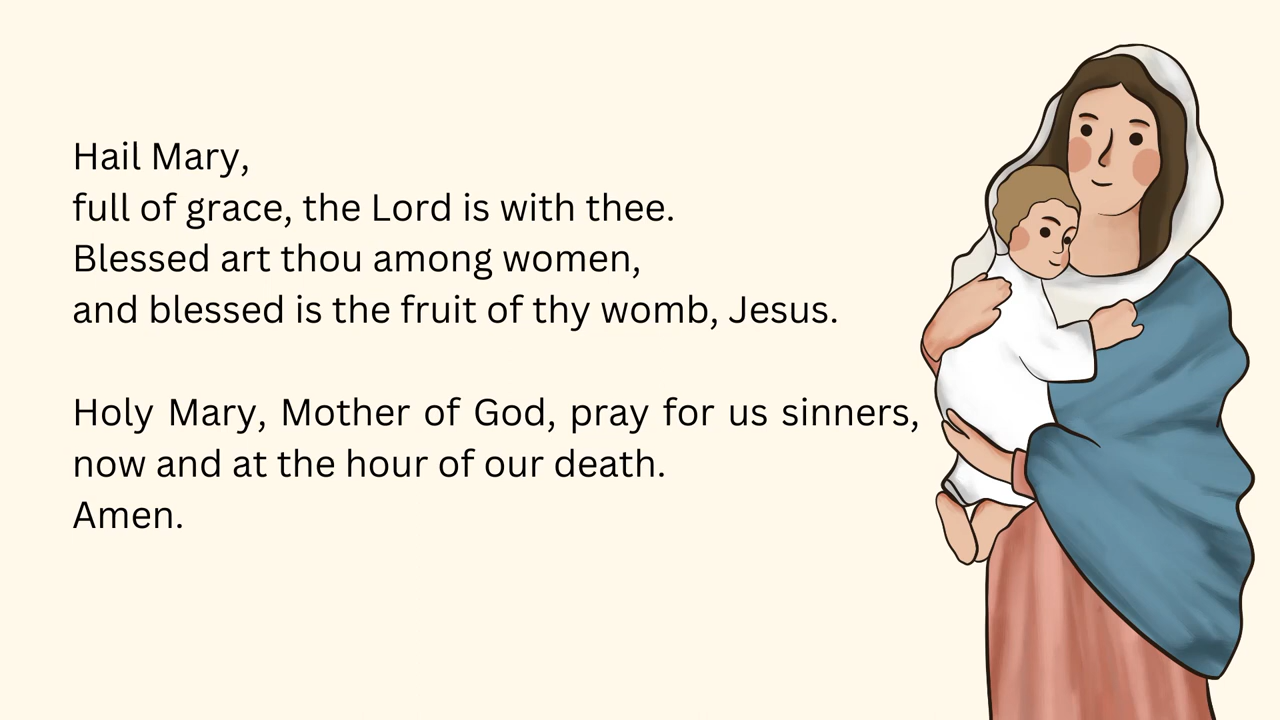 Hail Mary,
full of grace, the Lord is with thee.
Blessed art thou among women,
and blessed is the fruit of thy womb, Jesus.
Holy Mary, Mother of God, pray for us sinners,
now and at the hour of our death.
Amen.